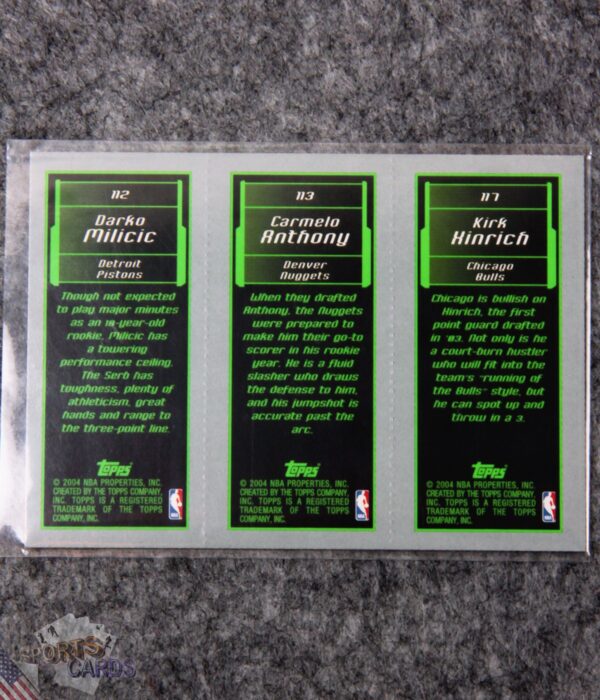 112
Darko
Milicic
Detroit
Pistons
Though not expected
to play major minutes
as an 18-year-old
rookie, Milicic has
a towering
performance ceiling.
The Serb has
toughness, plenty of
athleticism, great
hands and range to
the three-point line.
Topps
© 2004 NBA PROPERTIES, INC.
CREATED BY THE TOPPS COMPANY,
INC. TOPPS IS A REGISTERED
TRADEMARK OF THE TOPPS
COMPANY, INC.
113
Carmelo
Anthony
Denver
Nuggets
When they drafted
Anthony, the Nuggets
were prepared to
make him their go-to
scorer in his rookie
year. He is a fluid
slasher who draws
the defense to him,
and his jumpshot is
accurate past the
arc.
Topps
© 2004 NBA PROPERTIES, INC.
CREATED BY THE TOPPS COMPANY,
INC. TOPPS IS A REGISTERED
TRADEMARK OF THE TOPPS
COMPANY, INC.
117
Kirk
Hinrich
Chicago
Bulls
Chicago is bullish on
Hinrich, the first
point guard drafted
in '03. Not only is he
a court-burn hustler
who will fit into the
team's "running of
the Bulls" style, but
he can spot up and
throw in a 3.
Topps
© 2004 NBA PROPERTIES, INC.
CREATED BY THE TOPPS COMPANY,
INC. TOPPS IS A REGISTERED
TRADEMARK OF THE TOPPS
COMPANY, INC.
SPORTS
CARDS